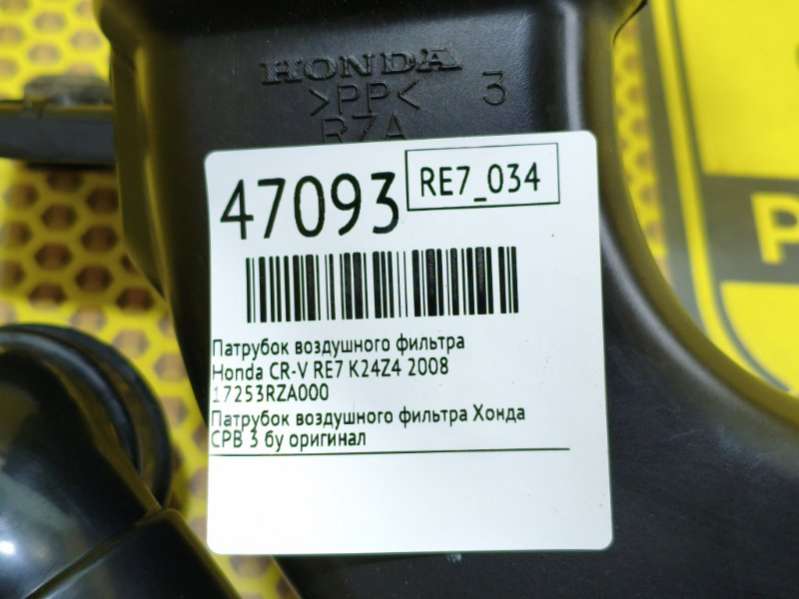 HONDA
>PP< 3
RZA
47093
RE7_034
Патрубок воздушного фильтра
Honda CR-V RE7 K24Z4 2008
17253RZA000
Патрубок воздушного фильтра Хонда
СРВ 3 бу оригинал